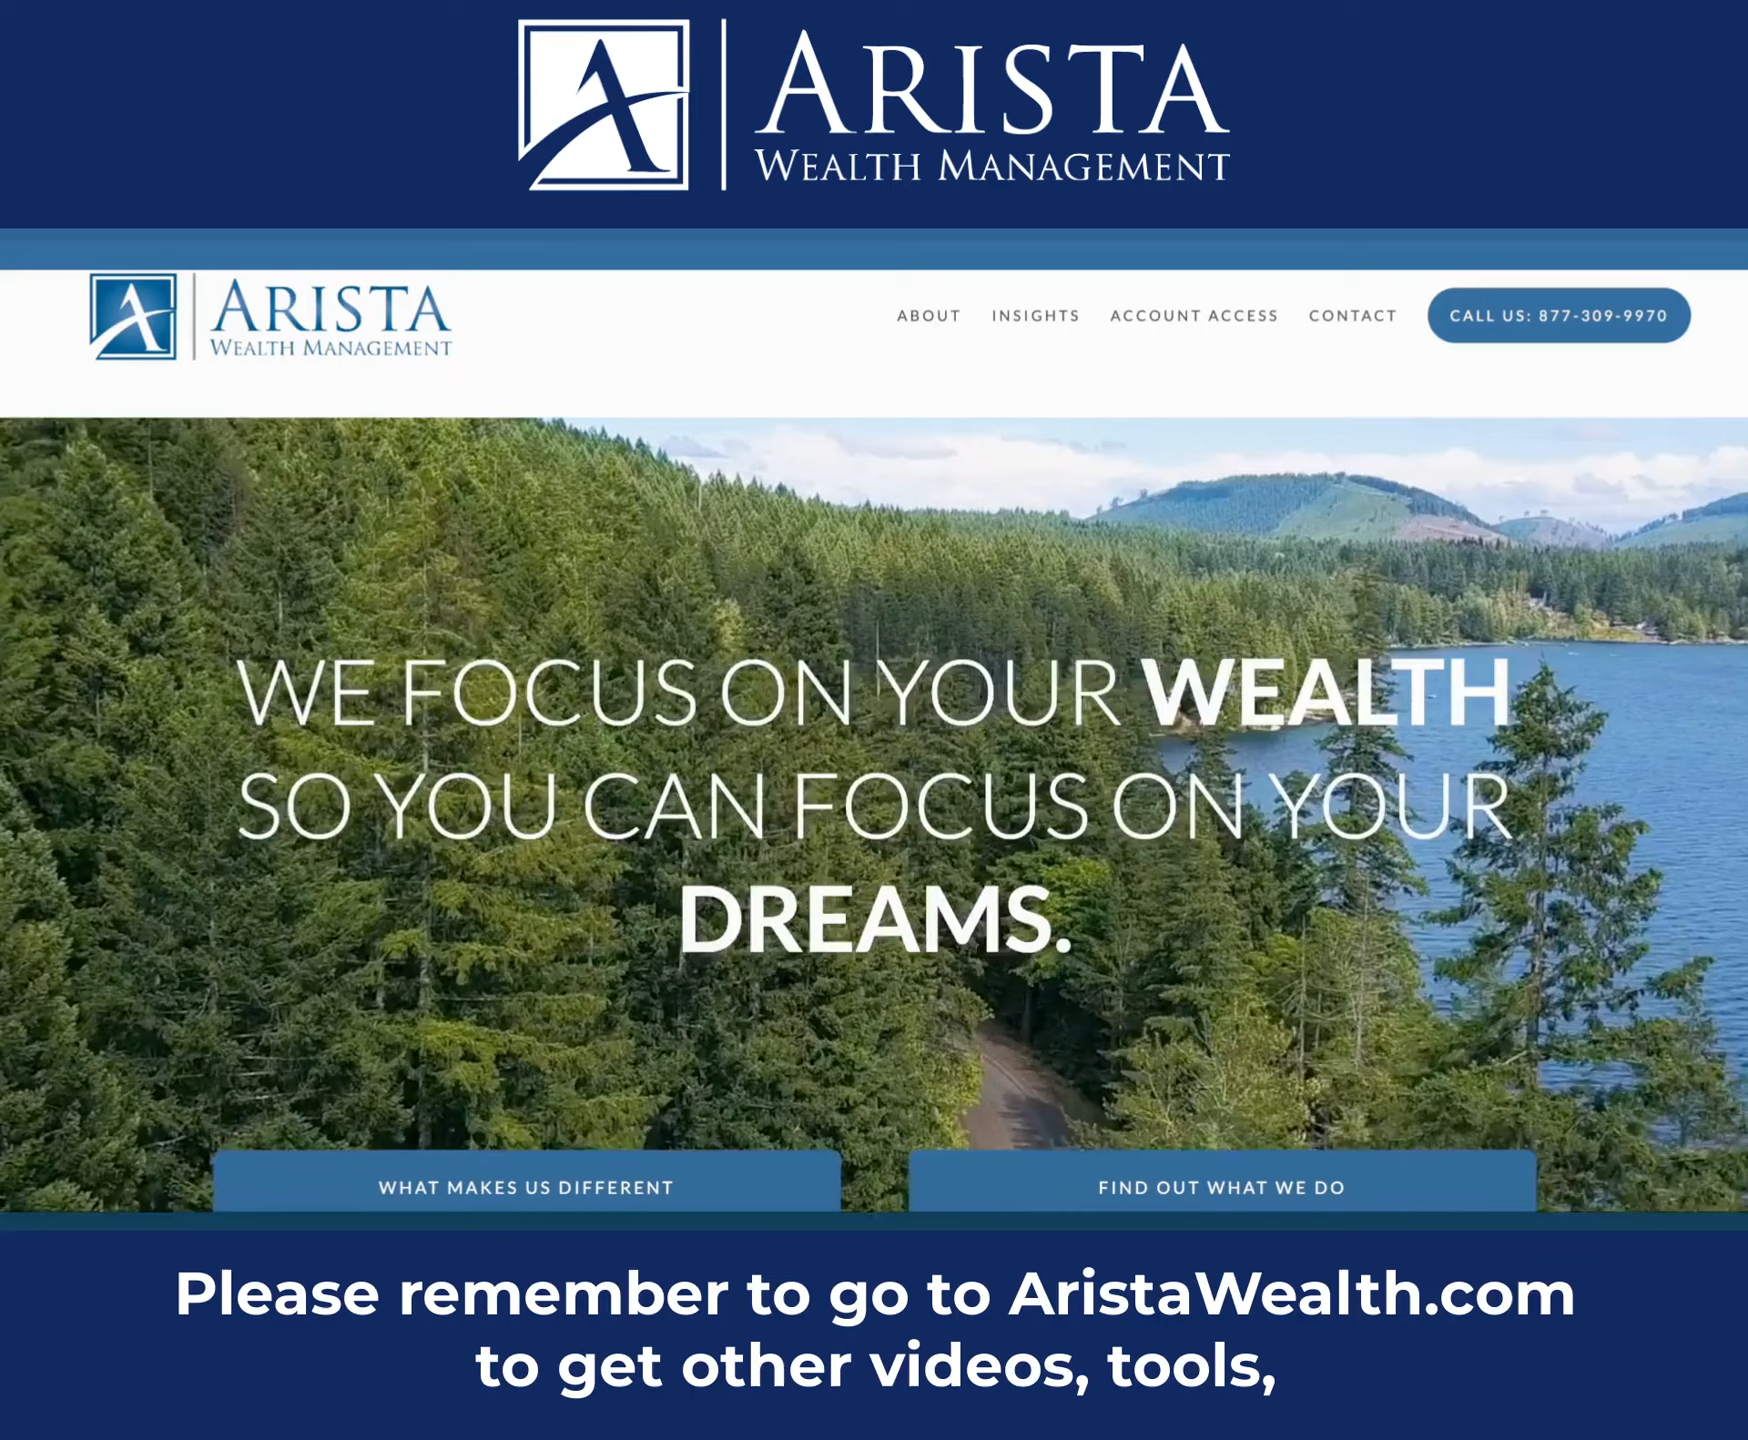 ARISTA
WEALTH MANAGEMENT
ARISTA
WEALTH MANAGEMENT
ABOUT INSIGHTS ACCOUNT ACCESS CONTACT CALL US: 877-309-9970
WE FOCUS ON YOUR WEALTH
SO YOU CAN FOCUS ON YOUR
DREAMS.
WHAT MAKES US DIFFERENT FIND OUT WHAT WE DO
Please remember to go to AristaWealth.com
to get other videos, tools,